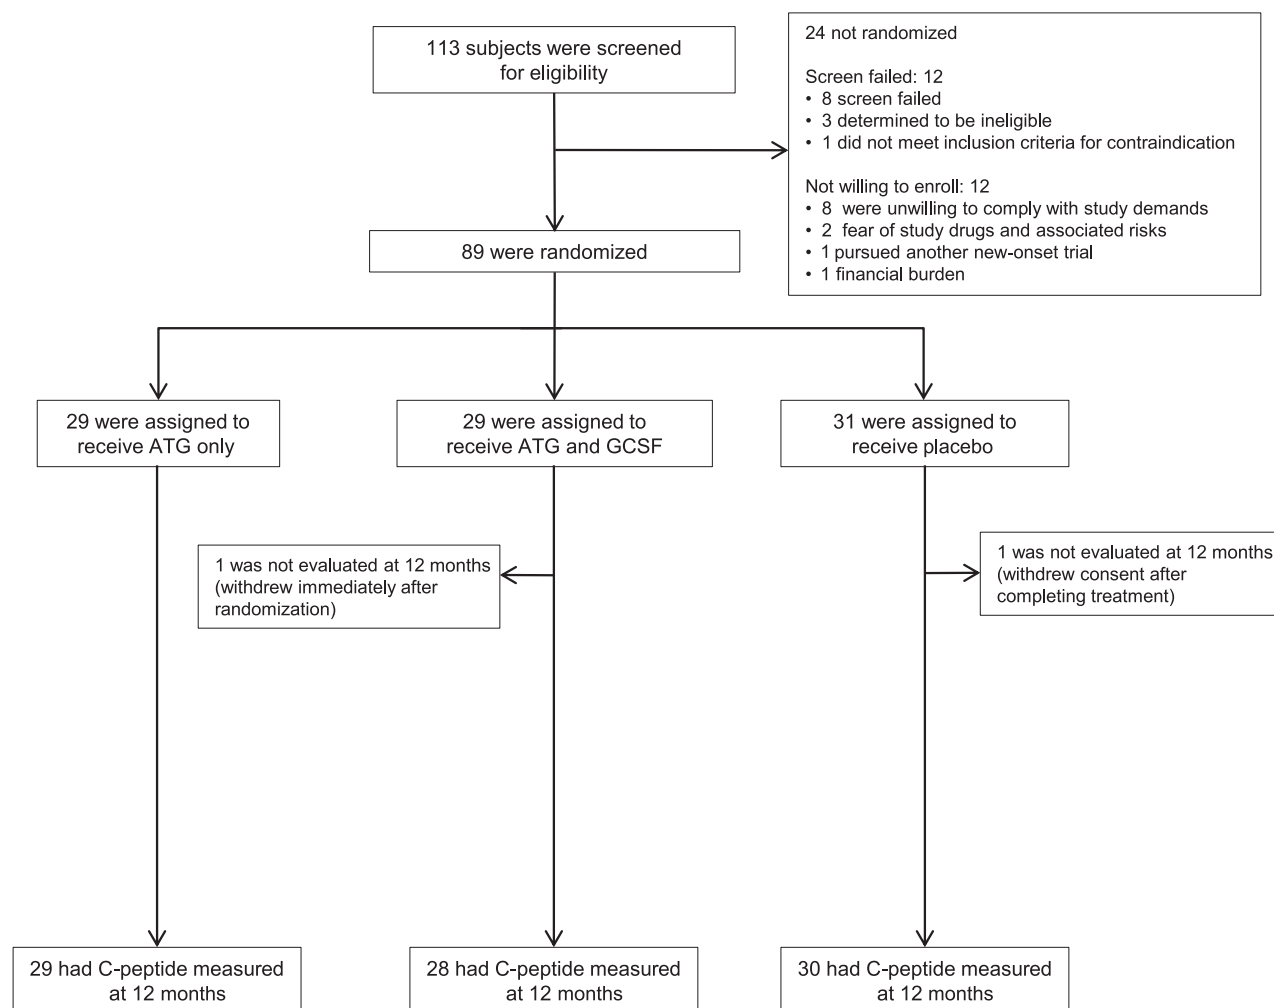 113 subjects were screened
for eligibility
24 not randomized
Screen failed: 12
• 8 screen failed
• 3 determined to be ineligible
• 1 did not meet inclusion criteria for contraindication
Not willing to enroll: 12
• 8 were unwilling to comply with study demands
• 2 fear of study drugs and associated risks
• 1 pursued another new-onset trial
• 1 financial burden
89 were randomized
29 were assigned to
receive ATG only
29 were assigned to
receive ATG and GCSF
31 were assigned to
receive placebo
1 was not evaluated at 12 months
(withdrew immediately after
randomization)
1 was not evaluated at 12 months
(withdrew consent after
completing treatment)
29 had C-peptide measured
at 12 months
28 had C-peptide measured
at 12 months
30 had C-peptide measured
at 12 months